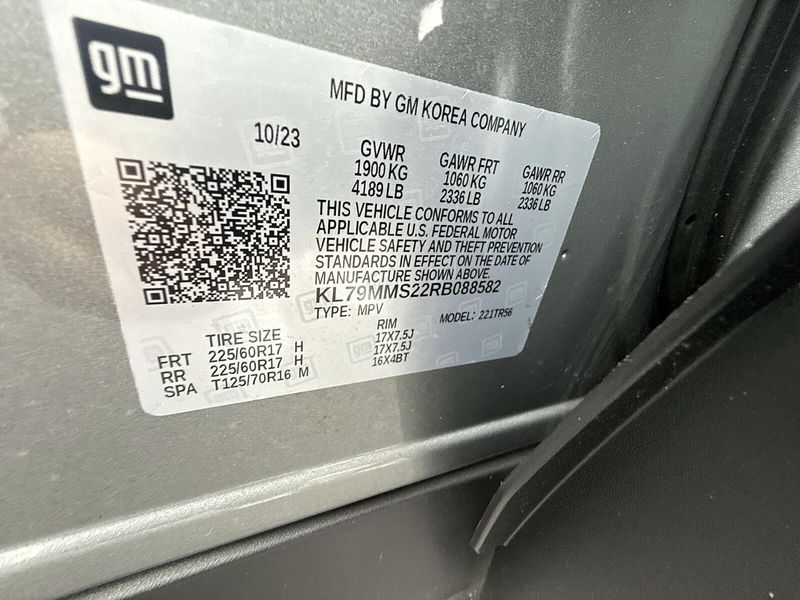 gm
MFD BY GM KOREA COMPANY
10/23
GVWR GAWR FRT GAWR RR
1900 KG 1060 KG 1060 KG
4189 LB 2336 LB 2336 LB
THIS VEHICLE CONFORMS TO ALL
APPLICABLE U.S. FEDERAL MOTOR
VEHICLE SAFETY AND THEFT PREVENTION
STANDARDS IN EFFECT ON THE DATE OF
MANUFACTURE SHOWN ABOVE.
KL79MMS22RB088582
TYPE: MPV MODEL: 221TR56
TIRE SIZE RIM
FRT 225/60R17 H 17X7.5J
RR 225/60R17 H 17X7.5J
SPA T125/70R16 M 16X4BT